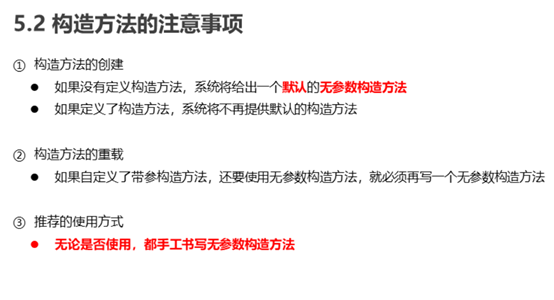 5.2 构造方法的注意事项
① 构造方法的创建
● 如果没有定义构造方法，系统将给出一个默认的无参数构造方法
● 如果定义了构造方法，系统将不再提供默认的构造方法
② 构造方法的重载
● 如果自定义了带参构造方法，还要使用无参数构造方法，就必须再写一个无参数构造方法
③ 推荐的使用方式
● 无论是否使用，都手工书写无参数构造方法